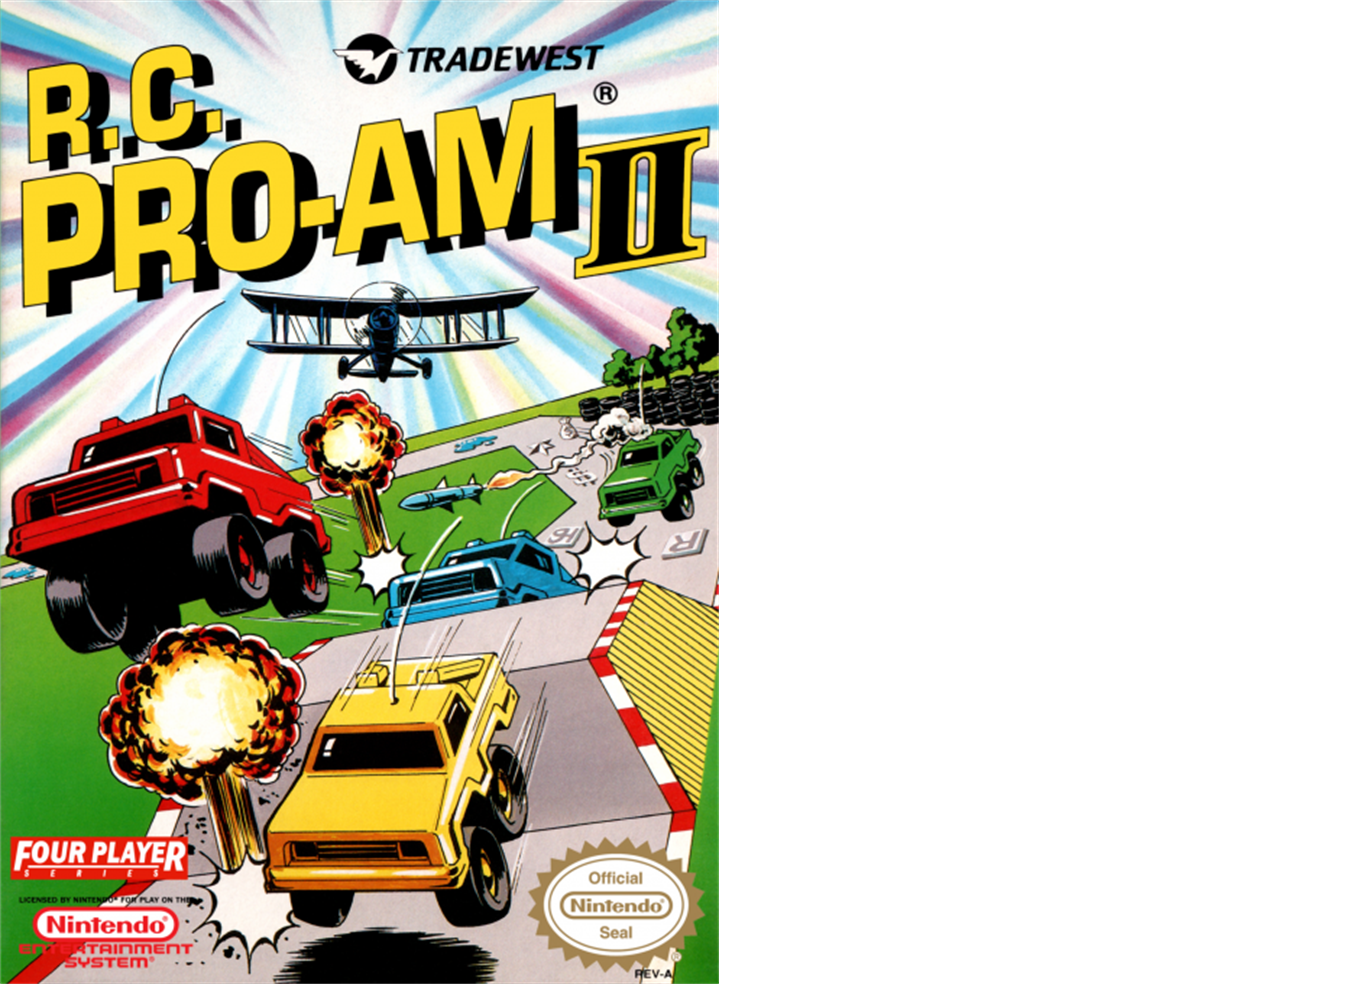 TRADEWEST
®
R.C.
PRO-AM II
FOUR PLAYER
SERIES
LICENSED BY NINTENDO® FOR PLAY ON THE
Nintendo®
ENTERTAINMENT
SYSTEM®
Official
Nintendo®
Seal
®
REV-A
R